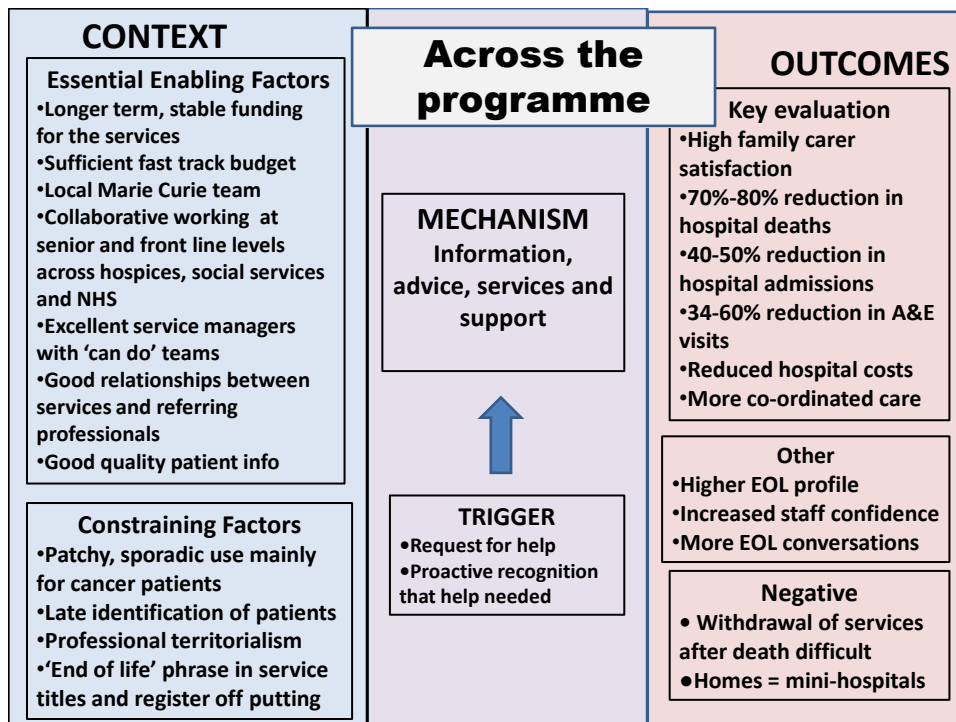 CONTEXT
Essential Enabling Factors
•Longer term, stable funding
for the services
•Sufficient fast track budget
•Local Marie Curie team
•Collaborative working at
senior and front line levels
across hospices, social services
and NHS
•Excellent service managers
with ‘can do’ teams
•Good relationships between
services and referring
professionals
•Good quality patient info
Constraining Factors
•Patchy, sporadic use mainly
for cancer patients
•Late identification of patients
•Professional territorialism
•‘End of life’ phrase in service
titles and register off putting
Across the
programme
MECHANISM
Information,
advice, services and
support
TRIGGER
•Request for help
•Proactive recognition
that help needed
OUTCOMES
Key evaluation
•High family carer
satisfaction
•70%-80% reduction in
hospital deaths
•40-50% reduction in
hospital admissions
•34-60% reduction in A&E
visits
•Reduced hospital costs
•More co-ordinated care
Other
•Higher EOL profile
•Increased staff confidence
•More EOL conversations
Negative
• Withdrawal of services
after death difficult
•Homes = mini-hospitals